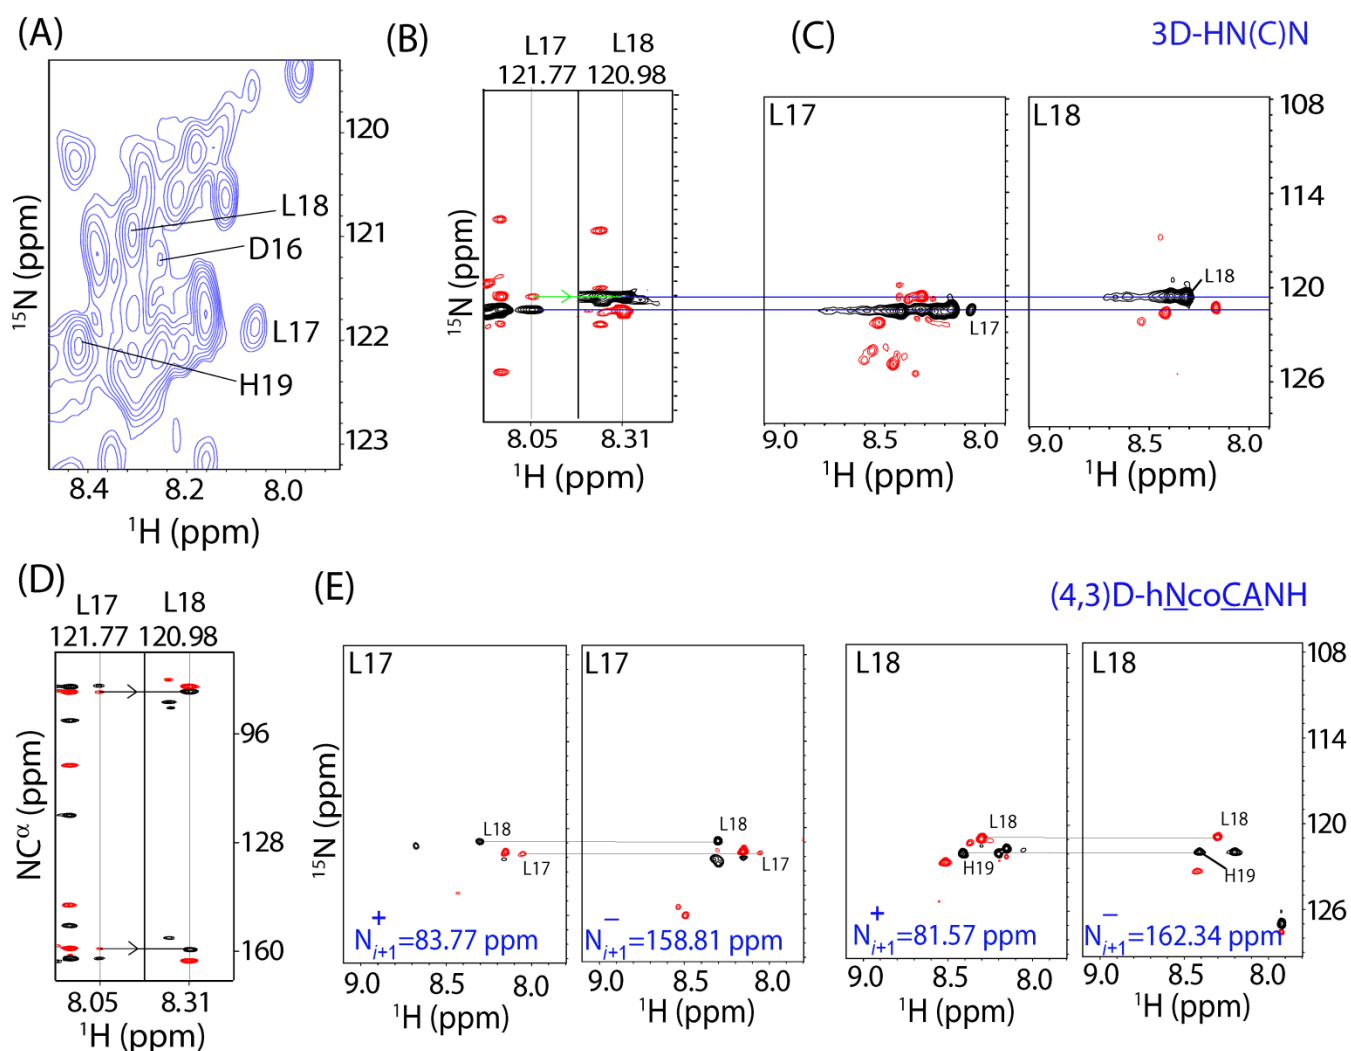 (A)
(B)
(C)
3D-HN(C)N
L17 L18
121.77 120.98
L17
L18
120
121
122
123
L18
D16
L17
H19
¹⁵N (ppm)
8.4 8.2 8.0
¹H (ppm)
¹⁵N (ppm)
8.05 8.31
¹H (ppm)
L17
L18
108
114
120
126
9.0 8.5 8.0
¹H (ppm)
9.0 8.5 8.0
¹H (ppm)
(D)
(E)
(4,3)D-hNcoCANH
L17 L18
121.77 120.98
NCᵅ (ppm)
96
128
160
8.05 8.31
¹H (ppm)
¹⁵N (ppm)
L17
L18
L17
+
Nᵢ₊₁=83.77 ppm
9.0 8.5 8.0
¹H (ppm)
L17
L18
L17
–
Nᵢ₊₁=158.81 ppm
9.0 8.5 8.0
¹H (ppm)
L18
L18
H19
+
Nᵢ₊₁=81.57 ppm
9.0 8.5 8.0
¹H (ppm)
L18
L18
H19
–
Nᵢ₊₁=162.34 ppm
108
114
120
126
9.0 8.5 8.0
¹H (ppm)